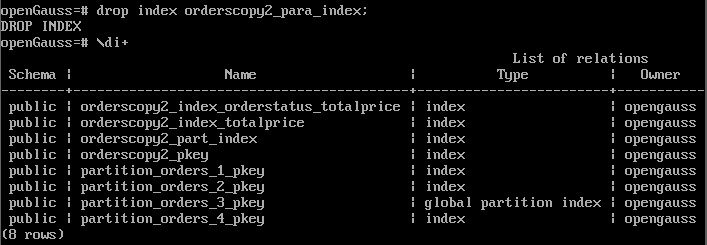 openGauss=# drop index orderscopy2_para_index;
DROP INDEX
openGauss=# \di+
List of relations
Schema | Name | Type | Owner
--------+---------------------------------------+------------------------+-----------
public | orderscopy2_index_orderstatus_totalprice | index | opengauss
public | orderscopy2_index_totalprice | index | opengauss
public | orderscopy2_part_index | index | opengauss
public | orderscopy2_pkey | index | opengauss
public | partition_orders_1_pkey | index | opengauss
public | partition_orders_2_pkey | index | opengauss
public | partition_orders_3_pkey | global partition index | opengauss
public | partition_orders_4_pkey | index | opengauss
(8 rows)